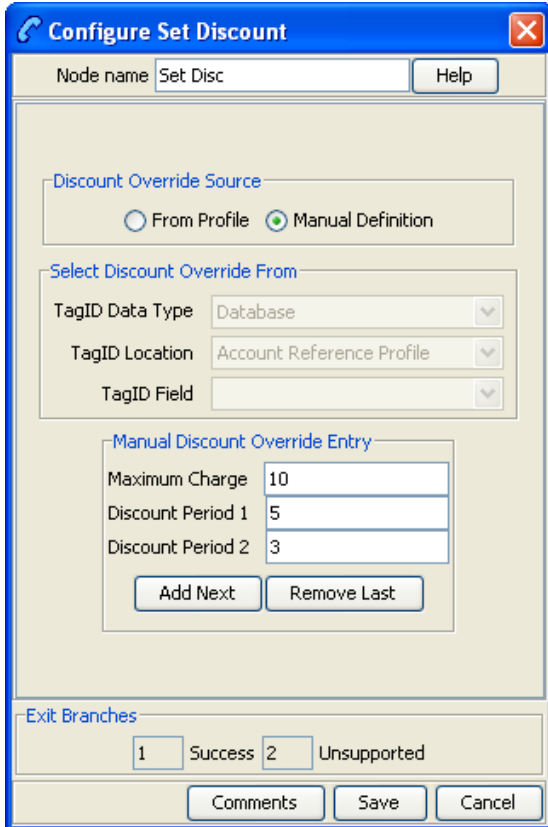 Configure Set Discount
Node name Set Disc Help
Discount Override Source
From Profile Manual Definition
Select Discount Override From
TagID Data Type Database
TagID Location Account Reference Profile
TagID Field
Manual Discount Override Entry
Maximum Charge 10
Discount Period 1 5
Discount Period 2 3
Add Next Remove Last
Exit Branches
1 Success 2 Unsupported
Comments Save Cancel